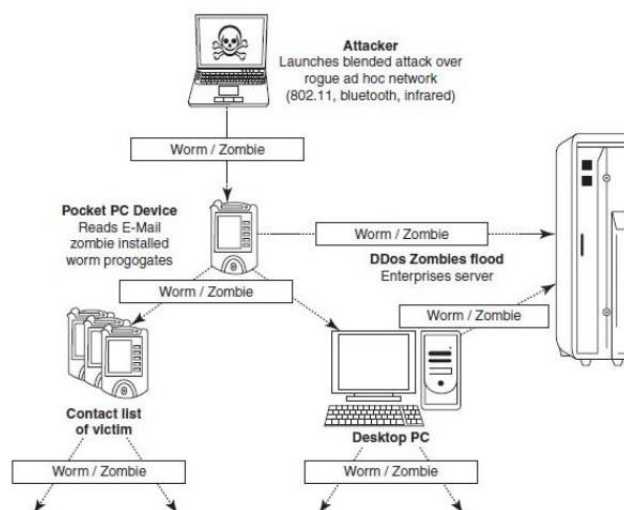 Attacker
Launches blended attack over
rogue ad hoc network
(802.11, bluetooth, infrared)
Worm / Zombie
Pocket PC Device
Reads E-Mail
zombie installed
worm progogates
Worm / Zombie
DDos Zombies flood
Enterprises server
Worm / Zombie
Worm / Zombie
Contact list
of victim
Desktop PC
Worm / Zombie
Worm / Zombie